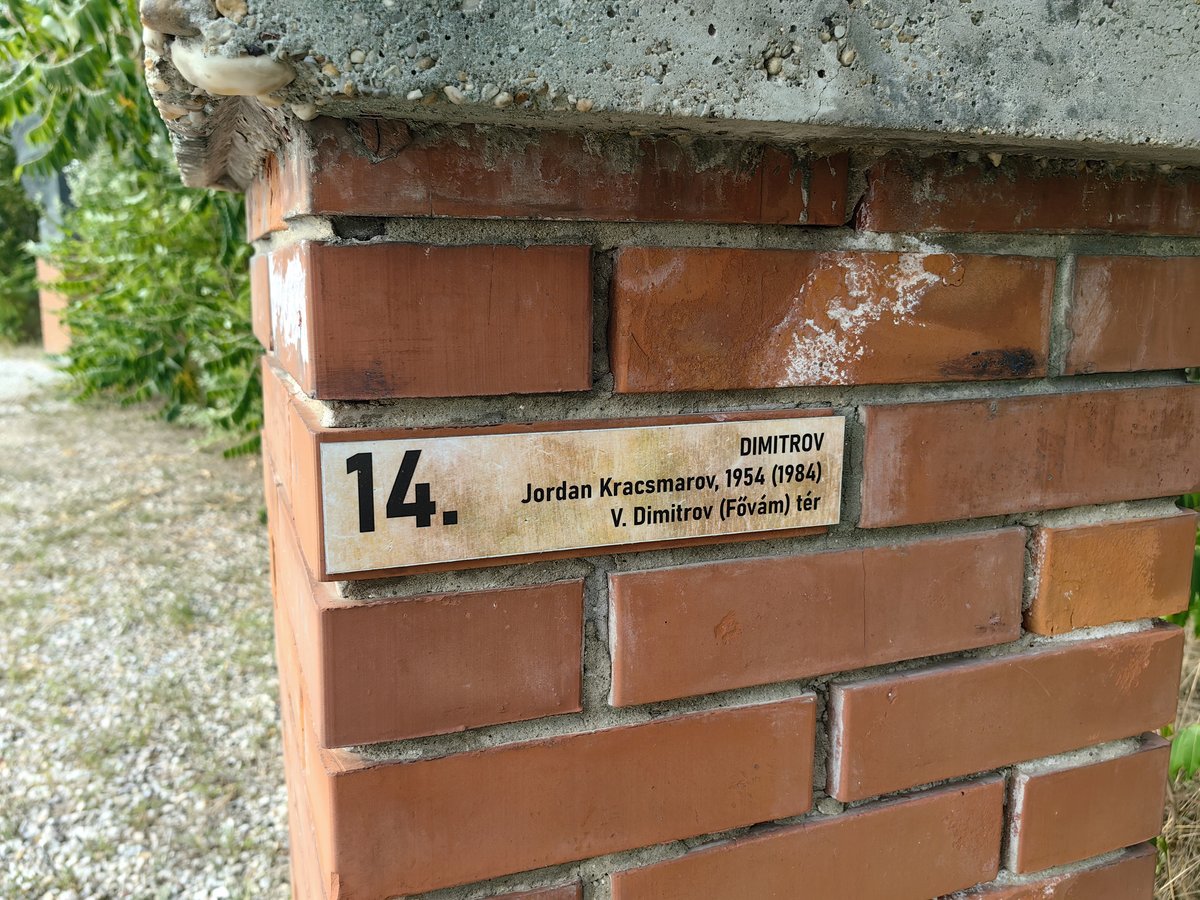 14.
DIMITROV
Jordan Kracsmarov, 1954 (1984)
V. Dimitrov (Fővám) tér